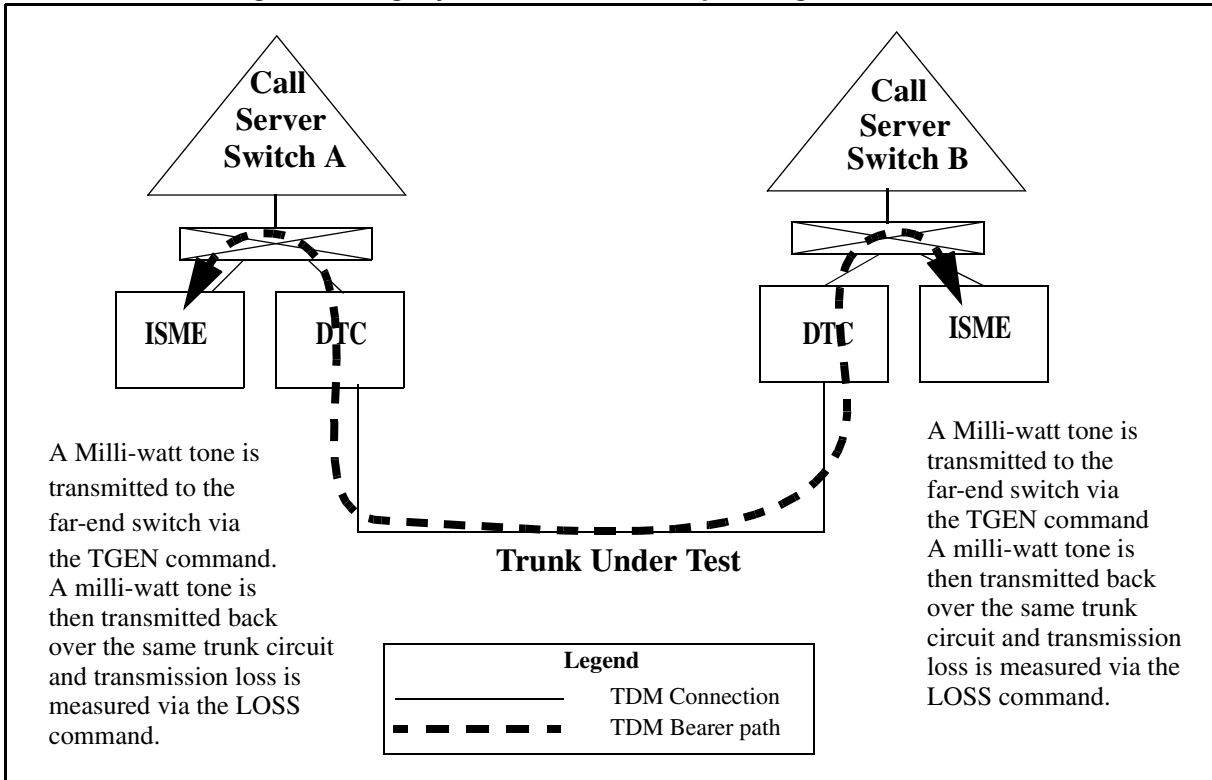 Call
Server
Switch A
Call
Server
Switch B
ISME
DTC
DTC
ISME
A Milli-watt tone is
transmitted to the
far-end switch via
the TGEN command.
A milli-watt tone is
then transmitted back
over the same trunk circuit
and transmission loss is
measured via the LOSS
command.
Trunk Under Test
A Milli-watt tone is
transmitted to the
far-end switch via
the TGEN command
A milli-watt tone is
then transmitted back
over the same trunk
circuit and transmission
loss is measured via the
LOSS command.
Legend
TDM Connection
TDM Bearer path